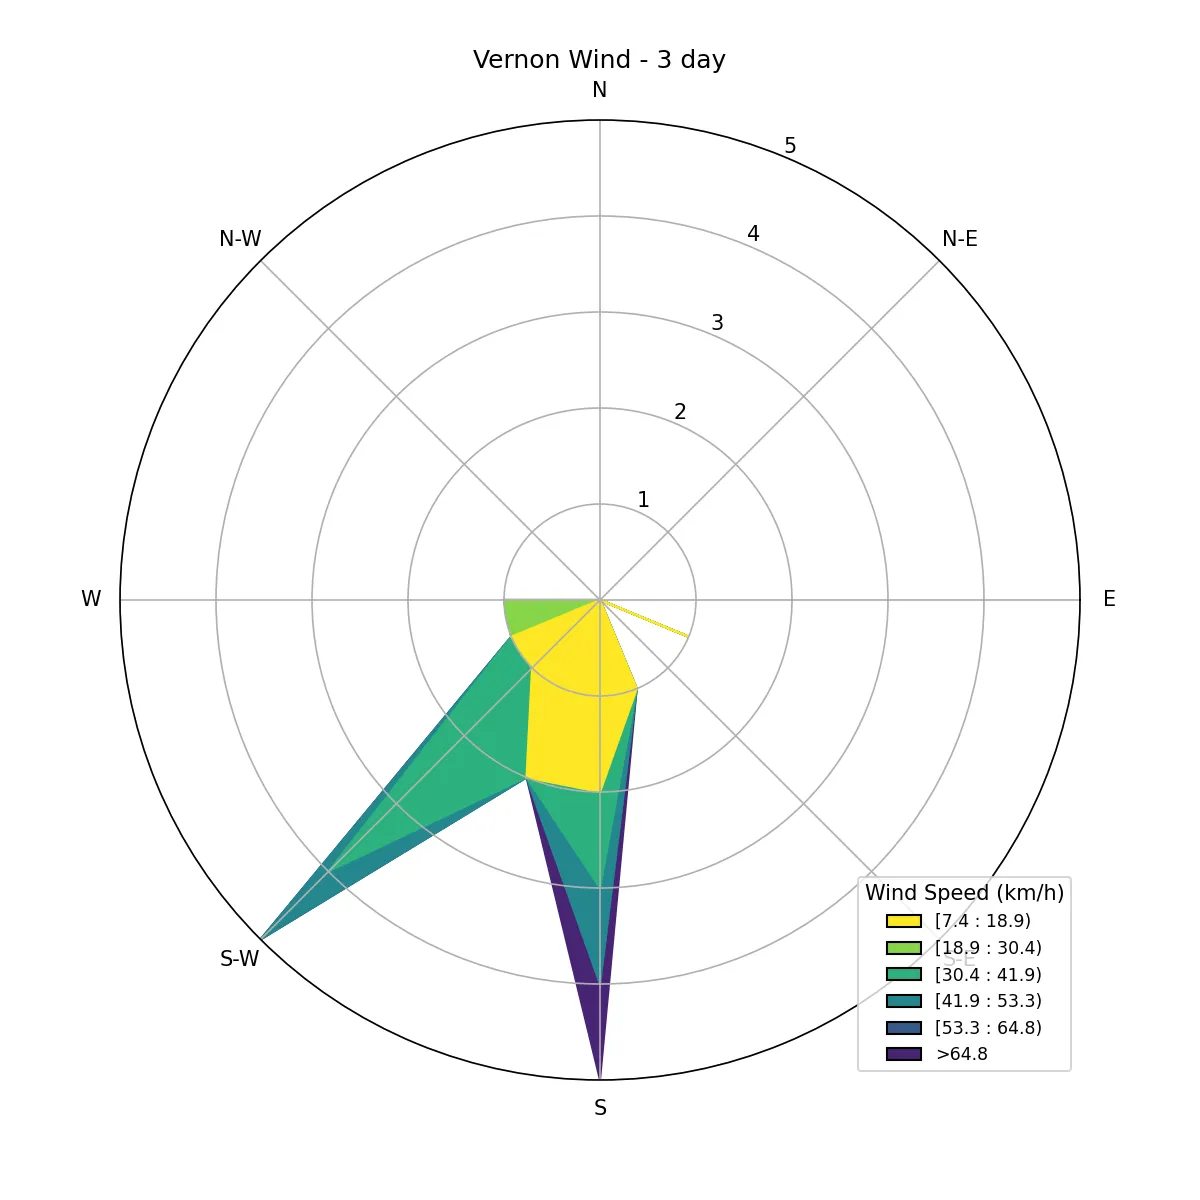 Vernon Wind - 3 day
N
5
N-W
N-E
4
3
2
1
W
E
S-W
S-E
Wind Speed (km/h)
[7.4 : 18.9)
[18.9 : 30.4)
[30.4 : 41.9)
[41.9 : 53.3)
[53.3 : 64.8)
>64.8
S